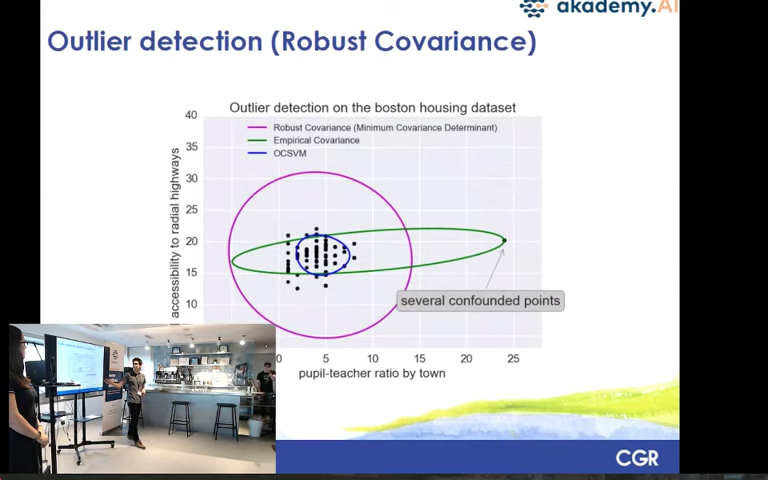 akademy.AI
Outlier detection (Robust Covariance)
Outlier detection on the boston housing dataset
Robust Covariance (Minimum Covariance Determinant)
Empirical Covariance
OCSVM
accessibility to radial highways
40
35
30
25
20
15
10
several confounded points
0 5 10 15 20 25
pupil-teacher ratio by town
CGR